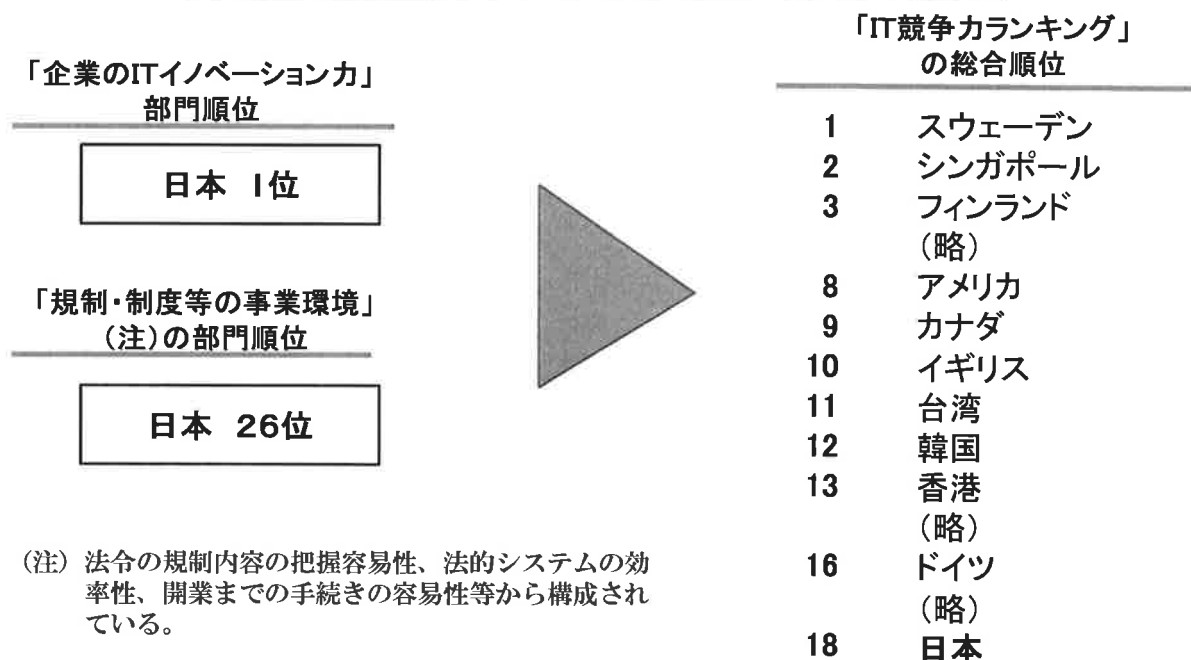 「企業のITイノベーション力」
部門順位
日本 1位
「規制・制度等の事業環境」
(注)の部門順位
日本 26位
(注) 法令の規制内容の把握容易性、法的システムの効
率性、開業までの手続きの容易性等から構成され
ている。
「IT競争力ランキング」
の総合順位
1 スウェーデン
2 シンガポール
3 フィンランド
(略)
8 アメリカ
9 カナダ
10 イギリス
11 台湾
12 韓国
13 香港
(略)
16 ドイツ
(略)
18 日本